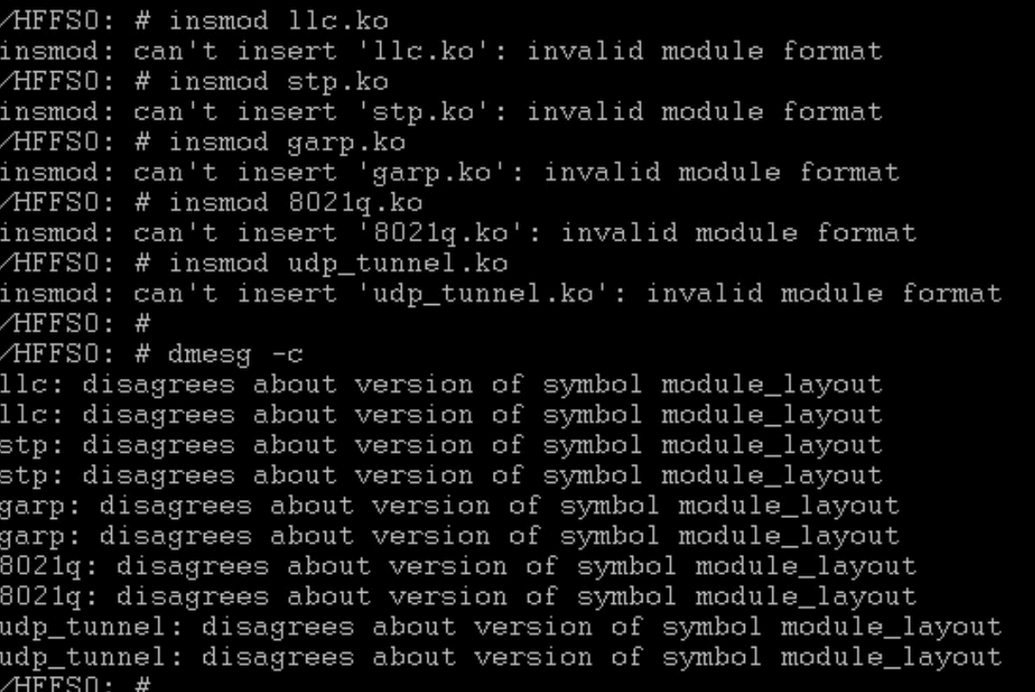 /HFFS0: # insmod llc.ko
insmod: can't insert 'llc.ko': invalid module format
/HFFS0: # insmod stp.ko
insmod: can't insert 'stp.ko': invalid module format
/HFFS0: # insmod garp.ko
insmod: can't insert 'garp.ko': invalid module format
/HFFS0: # insmod 8021q.ko
insmod: can't insert '8021q.ko': invalid module format
/HFFS0: # insmod udp_tunnel.ko
insmod: can't insert 'udp_tunnel.ko': invalid module format
/HFFS0: #
/HFFS0: # dmesg -c
llc: disagrees about version of symbol module_layout
llc: disagrees about version of symbol module_layout
stp: disagrees about version of symbol module_layout
stp: disagrees about version of symbol module_layout
garp: disagrees about version of symbol module_layout
garp: disagrees about version of symbol module_layout
8021q: disagrees about version of symbol module_layout
8021q: disagrees about version of symbol module_layout
udp_tunnel: disagrees about version of symbol module_layout
udp_tunnel: disagrees about version of symbol module_layout
/HFFS0: #